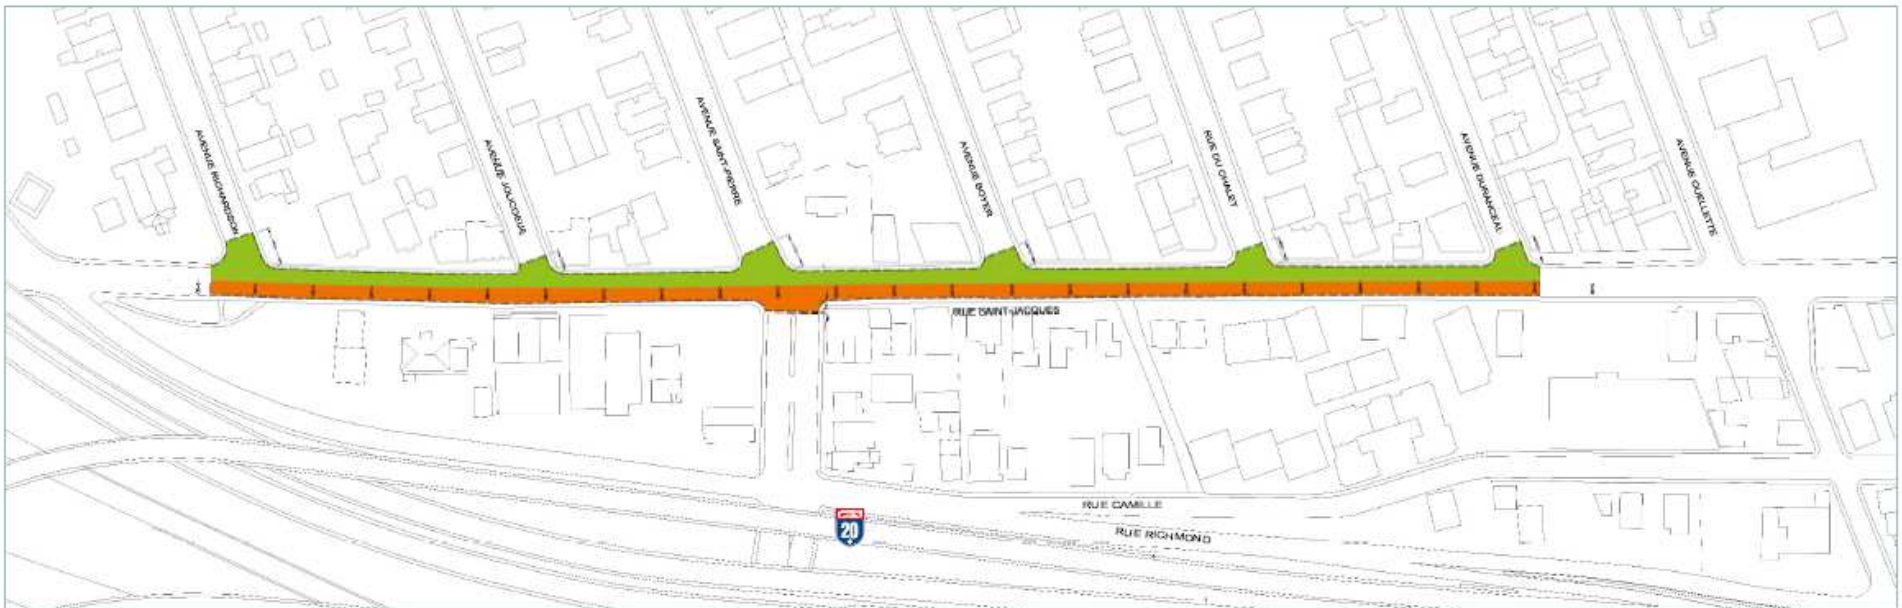 AVENUE RICHARDSON
AVENUE JOLICOEUR
AVENUE SAINT-PIERRE
AVENUE BOYER
RUE DU CHALET
AVENUE DURANCEAU
AVENUE OUELLETTE
RUE SAINT-JACQUES
RUE CAMILLE
20
RUE RICHMOND